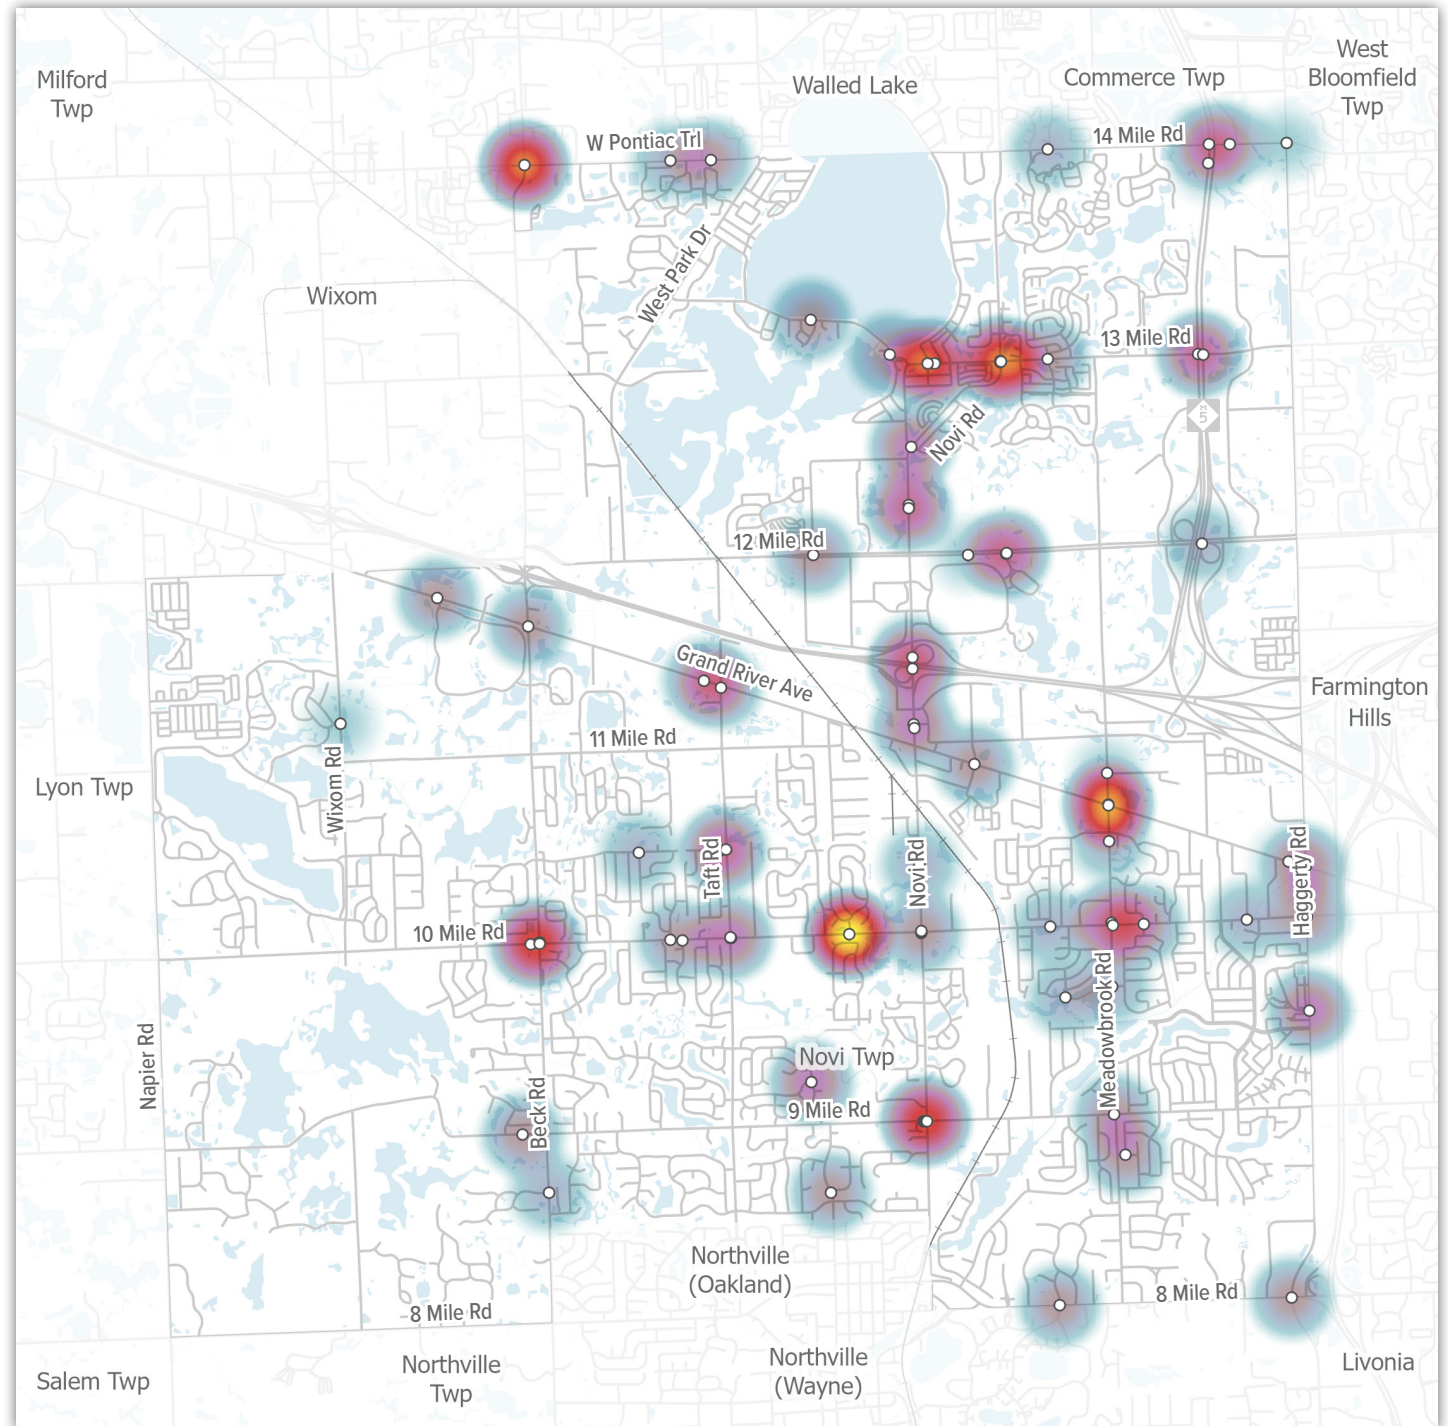 West
Bloomfield
Twp
Milford
Twp
Walled Lake
Commerce Twp
W Pontiac Trl
14 Mile Rd
West Park Dr
Wixom
13 Mile Rd
M
5
Novi Rd
12 Mile Rd
Grand River Ave
Farmington
Hills
11 Mile Rd
Wixom Rd
Lyon Twp
Taft Rd
Novi Rd
Haggerty Rd
10 Mile Rd
Meadowbrook Rd
Napier Rd
Novi Twp
Beck Rd
9 Mile Rd
Northville
(Oakland)
8 Mile Rd
8 Mile Rd
Salem Twp
Northville
Twp
Northville
(Wayne)
Livonia